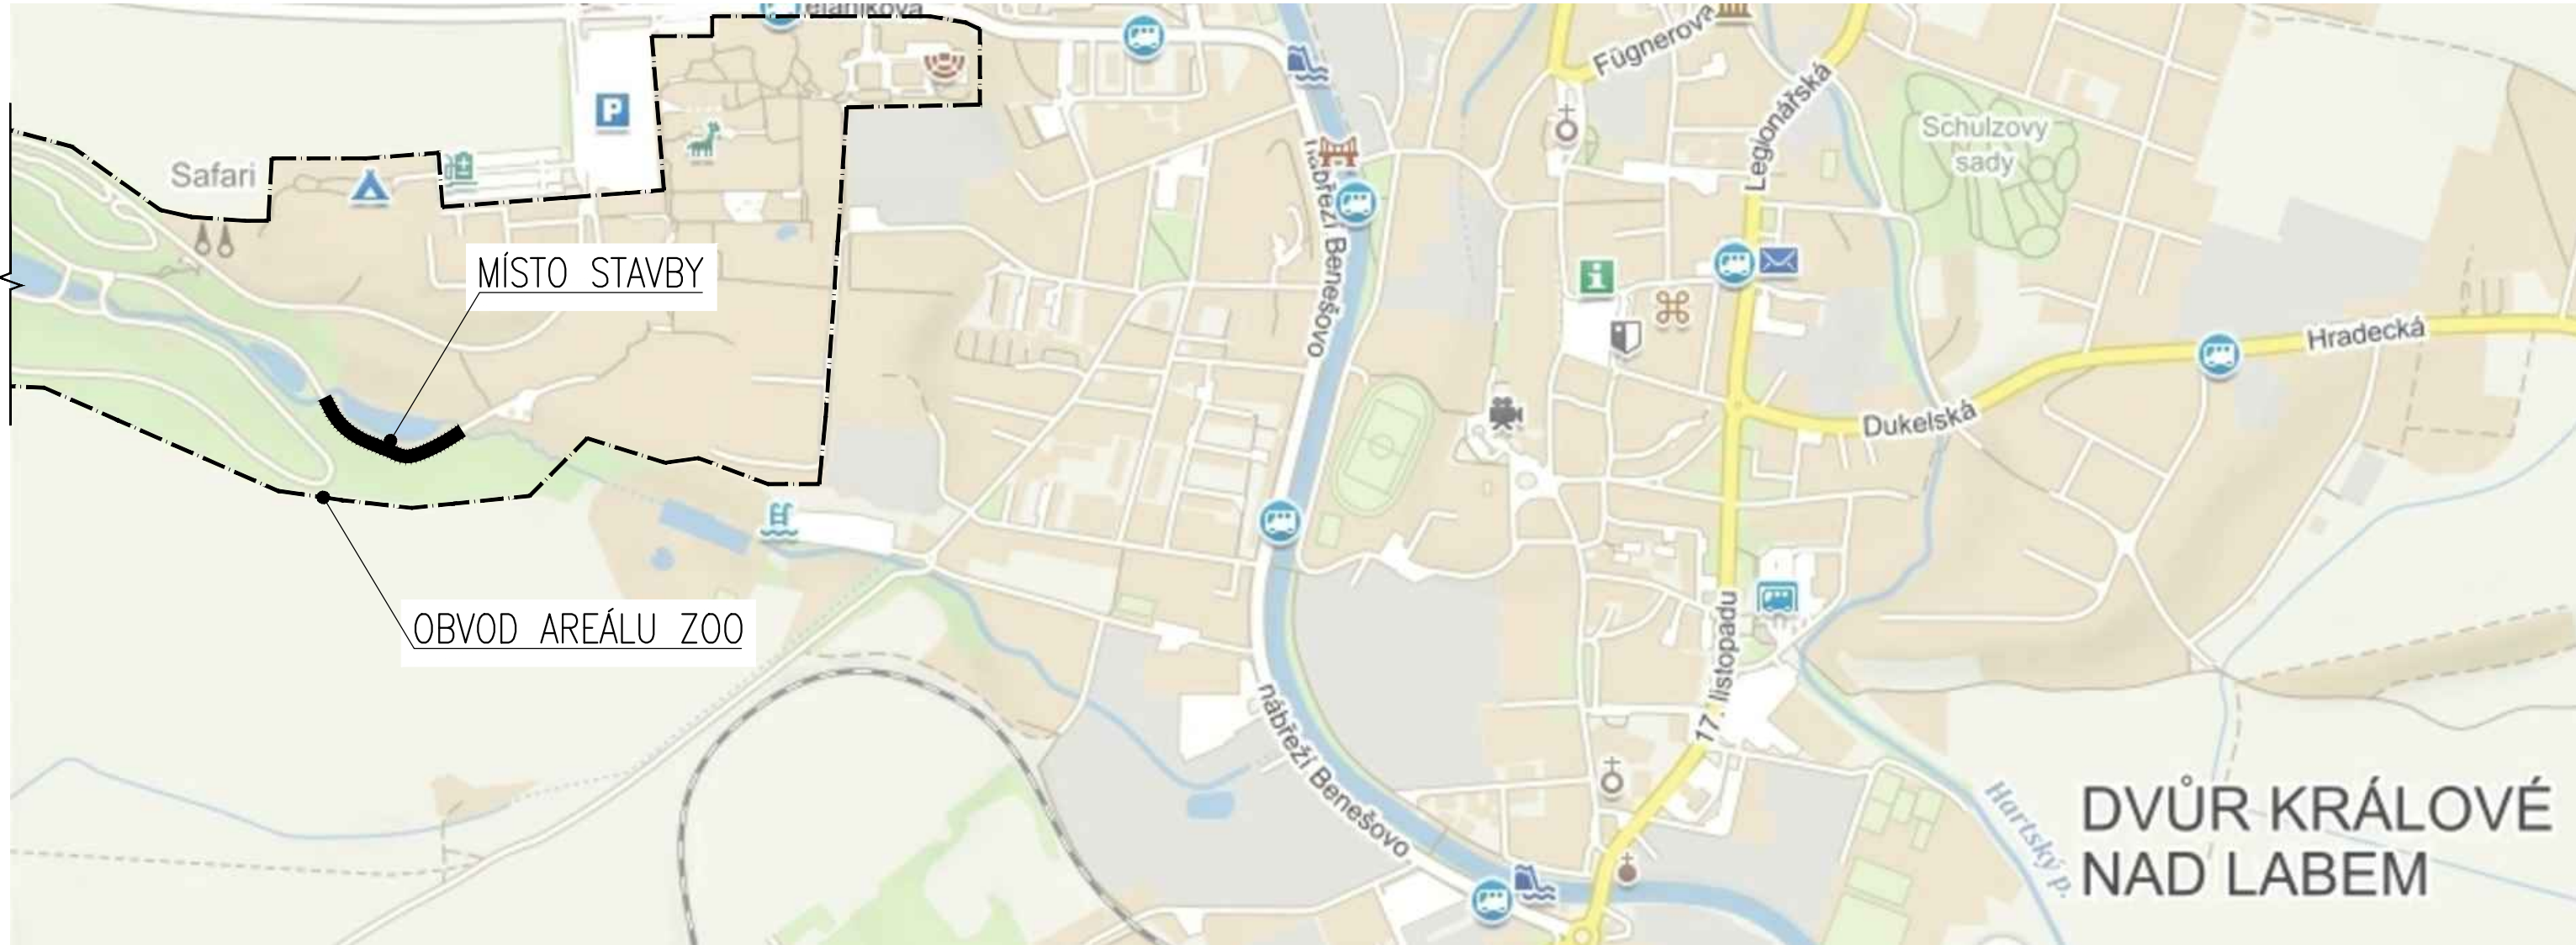 Fügnerova
Legionářská
Schulzovy
sady
Safari
P
nábřeží Benešovo
MÍSTO STAVBY
i
Hradecká
Dukelská
OBVOD AREÁLU ZOO
17. listopadu
nábřeží Benešovo
Hartský p.
DVŮR KRÁLOVÉ
NAD LABEM